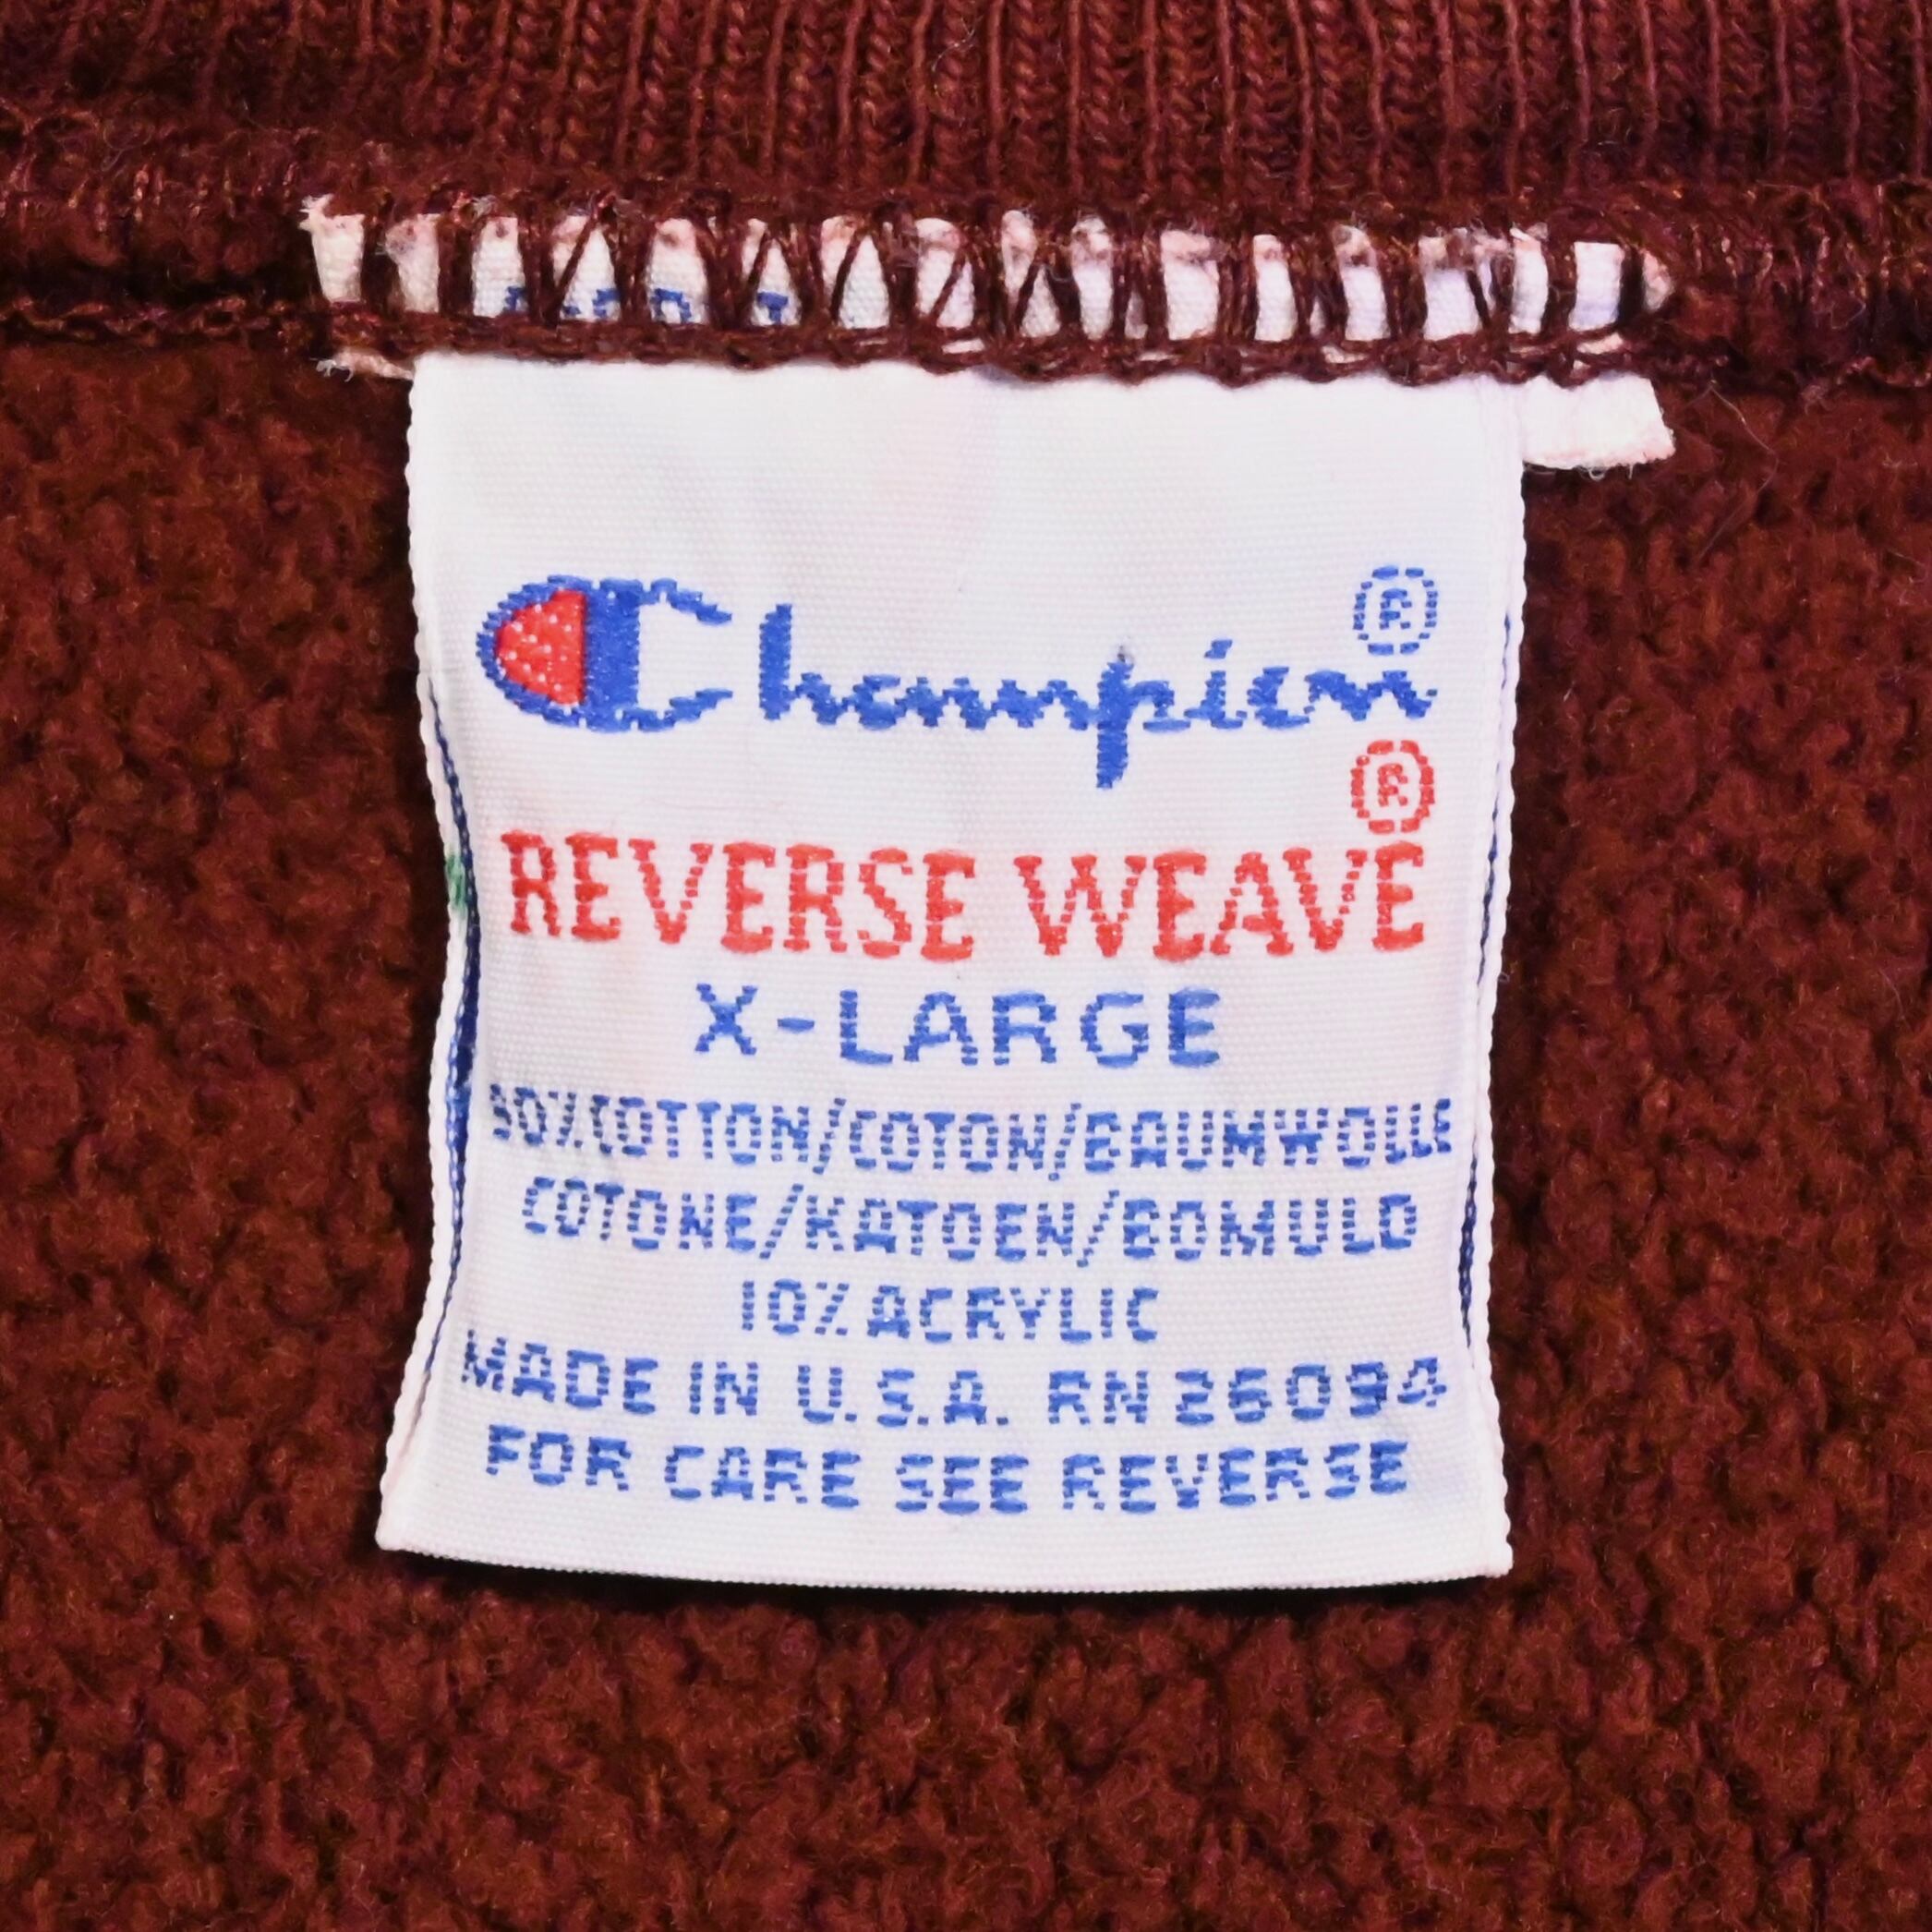 Champion®
®
REVERSE WEAVE
X-LARGE
90% COTTON/COTON/BAUMWOLLE
COTONE/KATOEN/BOMULD
10% ACRYLIC
MADE IN U.S.A. RN 26094
FOR CARE SEE REVERSE